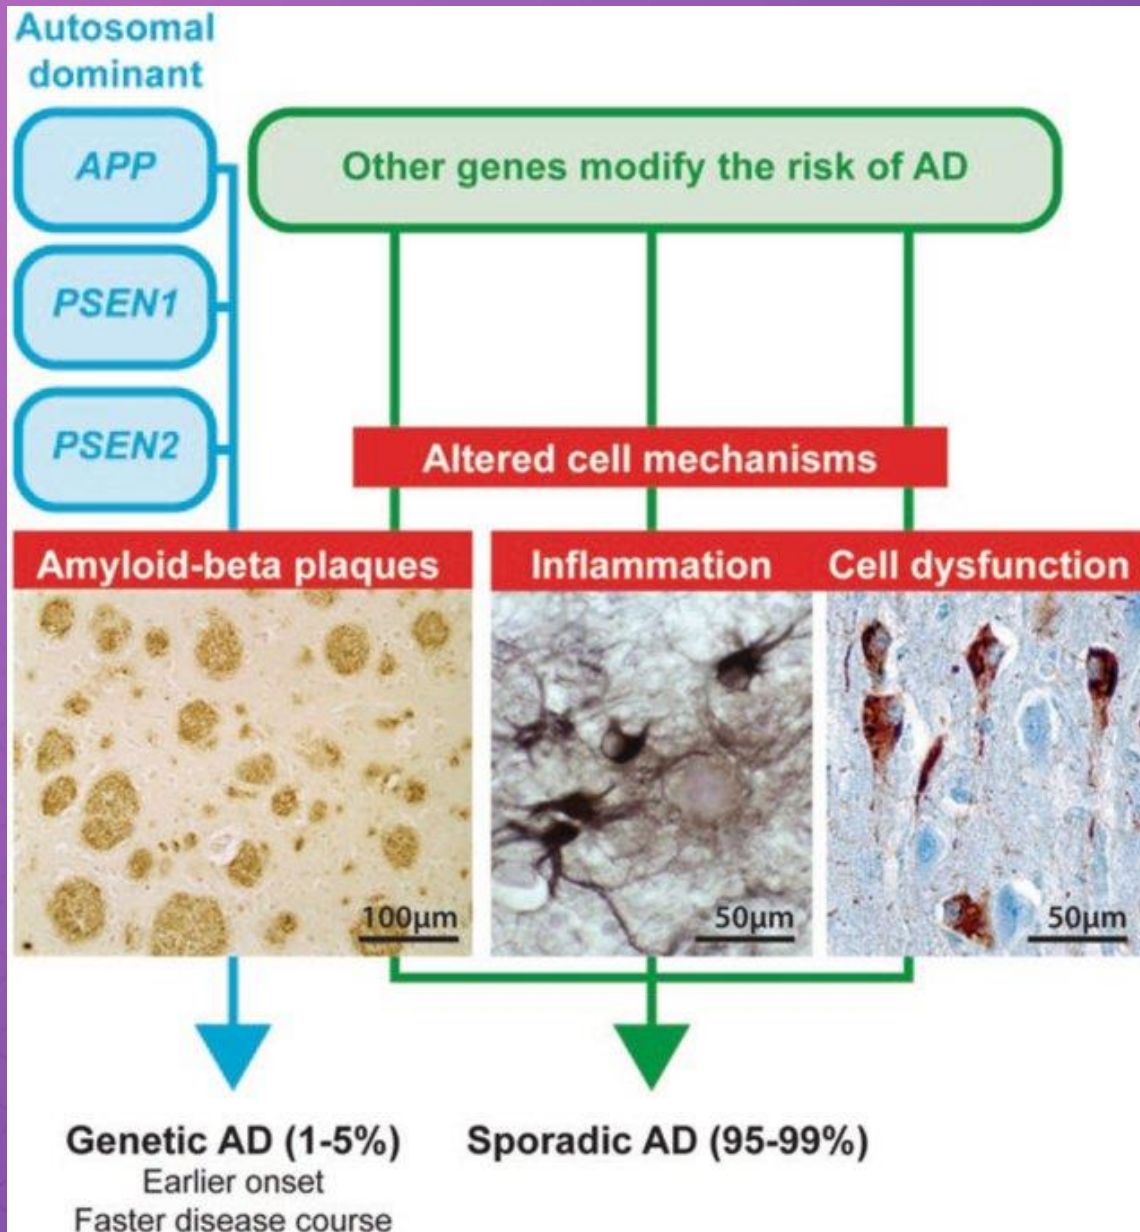 Autosomal
dominant
APP
Other genes modify the risk of AD
PSEN1
PSEN2
Altered cell mechanisms
Amyloid-beta plaques
Inflammation
Cell dysfunction
100μm
50μm
50μm
Genetic AD (1-5%)
Earlier onset
Faster disease course
Sporadic AD (95-99%)